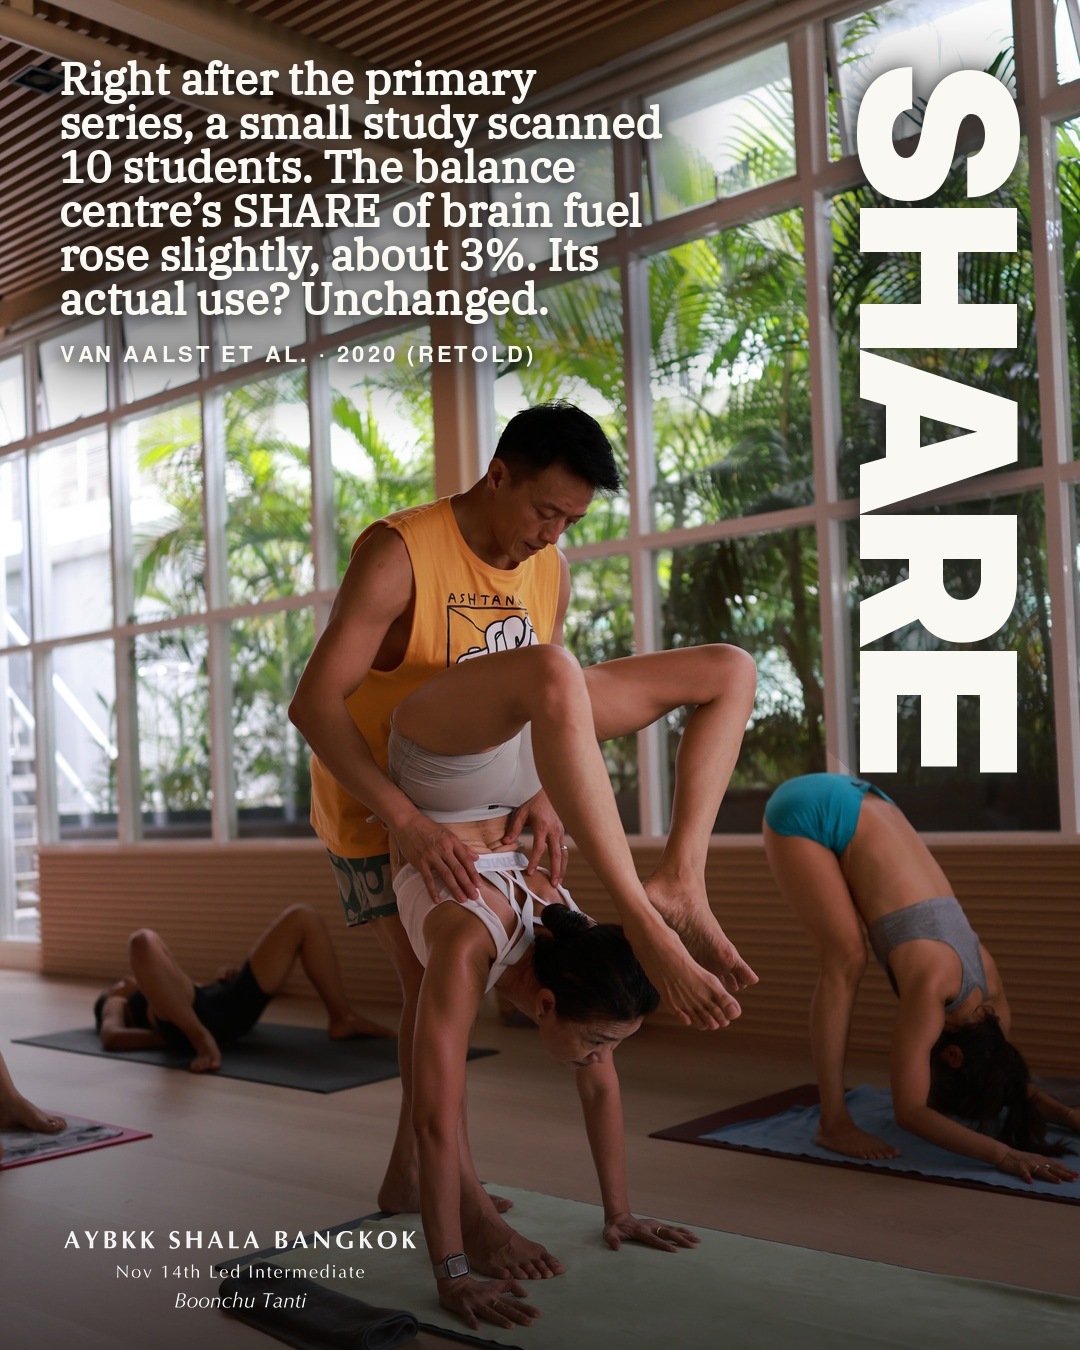 Right after the primary
series, a small study scanned
10 students. The balance
centre’s SHARE of brain fuel
rose slightly, about 3%. Its
actual use? Unchanged.
VAN AALST ET AL. · 2020 (RETOLD)
SHARE
AYBKK SHALA BANGKOK
Nov 14th Led Intermediate
Boonchu Tanti